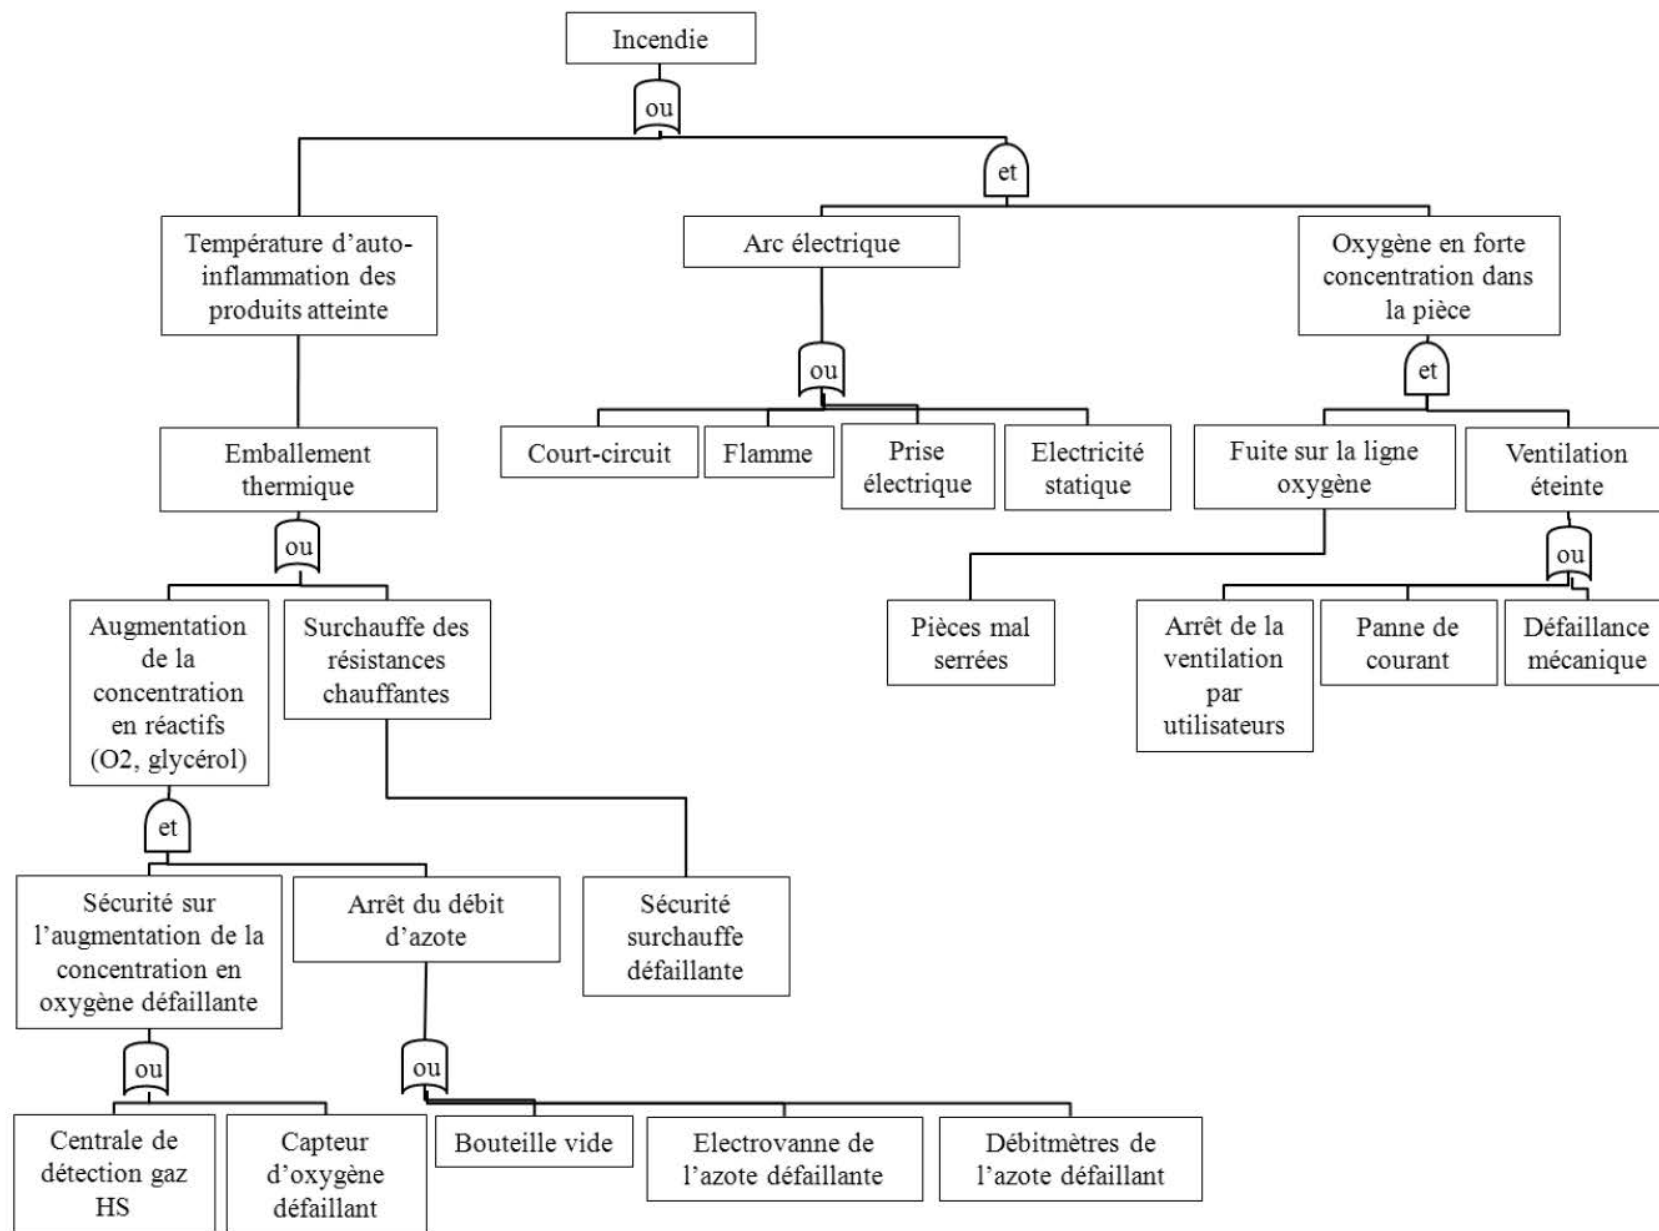 Incendie
ou
et
Température d’auto-
inflammation des
produits atteinte
Arc électrique
Oxygène en forte
concentration dans
la pièce
ou
et
Emballement
thermique
Court-circuit
Flamme
Prise
électrique
Electricité
statique
Fuite sur la ligne
oxygène
Ventilation
éteinte
ou
ou
Augmentation
de la
concentration
en réactifs
(O2, glycérol)
Surchauffe des
résistances
chauffantes
Pièces mal
serrées
Arrêt de la
ventilation
par
utilisateurs
Panne de
courant
Défaillance
mécanique
et
Sécurité sur
l’augmentation de la
concentration en
oxygène défaillante
Arrêt du débit
d’azote
Sécurité
surchauffe
défaillante
ou
ou
Centrale de
détection gaz
HS
Capteur
d’oxygène
défaillant
Bouteille vide
Electrovanne de
l’azote défaillante
Débitmètres de
l’azote défaillant